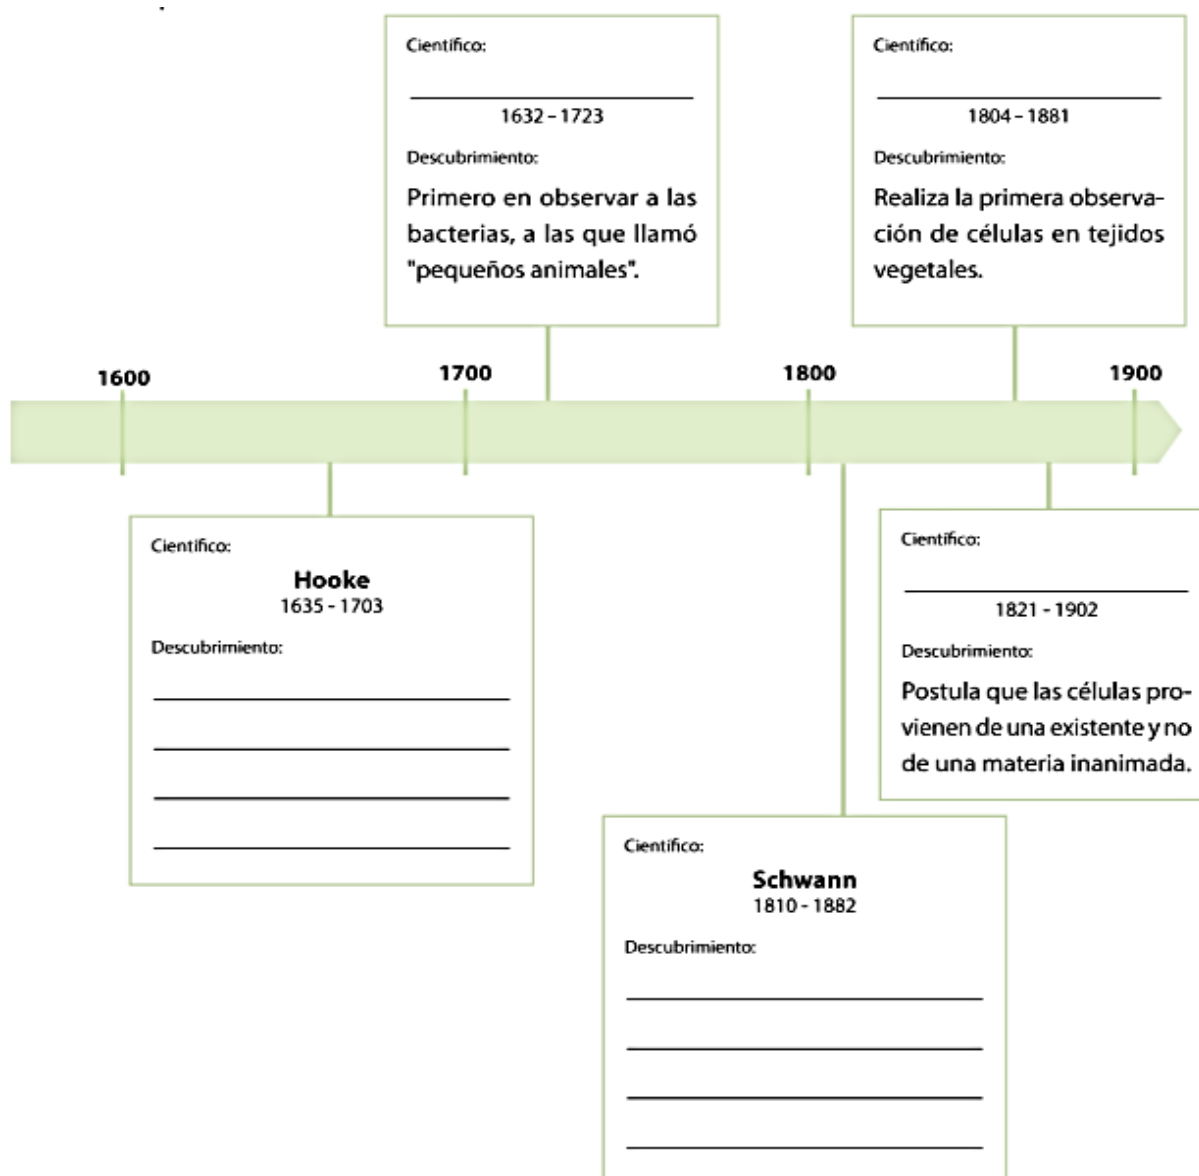 Científico:
1632 – 1723
Descubrimiento:
Primero en observar a las
bacterias, a las que llamó
"pequeños animales".
Científico:
1804 – 1881
Descubrimiento:
Realiza la primera observa-
ción de células en tejidos
vegetales.
1600
1700
1800
1900
Científico:
Hooke
1635 - 1703
Descubrimiento:
Científico:
1821 - 1902
Descubrimiento:
Postula que las células pro-
vienen de una existente y no
de una materia inanimada.
Científico:
Schwann
1810 - 1882
Descubrimiento: